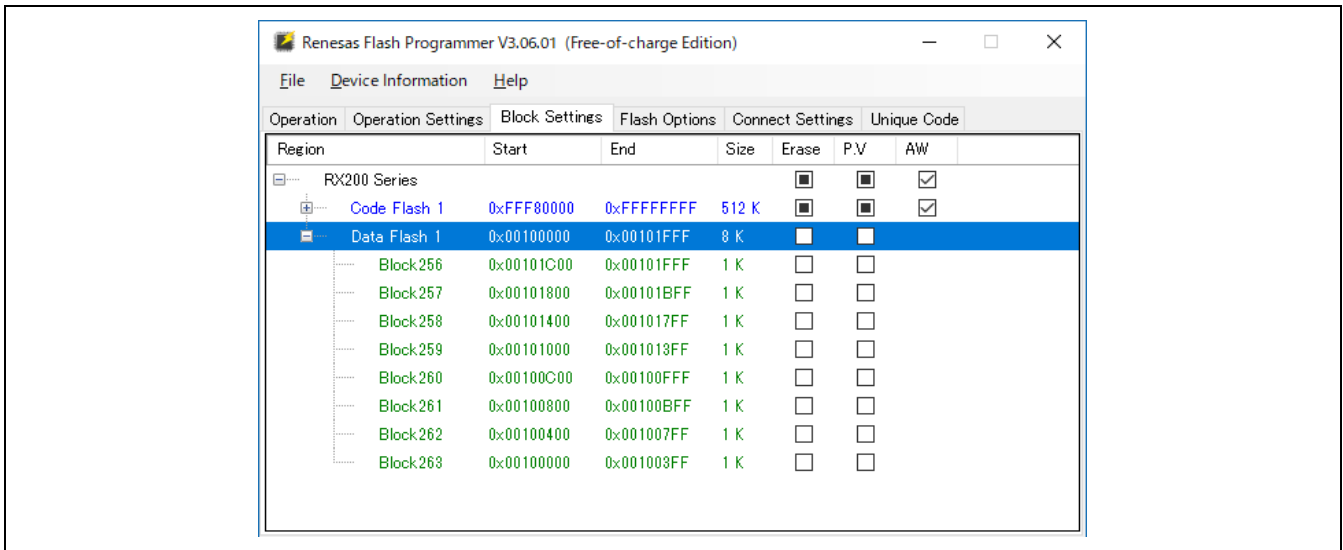 Renesas Flash Programmer V3.06.01 (Free-of-charge Edition)
File Device Information Help
Operation Operation Settings Block Settings Flash Options Connect Settings Unique Code
Region Start End Size Erase P.V AW
RX200 Series
Code Flash 1 0xFFF80000 0xFFFFFFFF 512 K
Data Flash 1 0x00100000 0x00101FFF 8 K
Block256 0x00101C00 0x00101FFF 1 K
Block257 0x00101800 0x00101BFF 1 K
Block258 0x00101400 0x001017FF 1 K
Block259 0x00101000 0x001013FF 1 K
Block260 0x00100C00 0x00100FFF 1 K
Block261 0x00100800 0x00100BFF 1 K
Block262 0x00100400 0x001007FF 1 K
Block263 0x00100000 0x001003FF 1 K